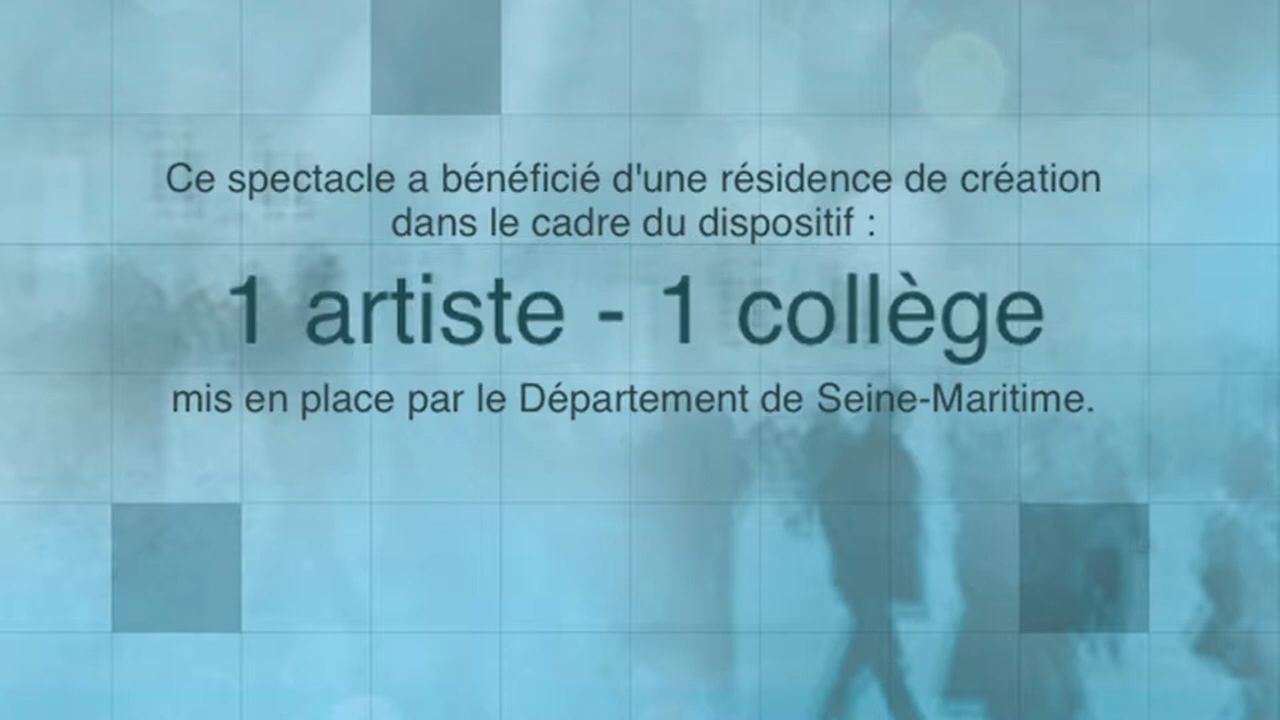 Ce spectacle a bénéficié d'une résidence de création
dans le cadre du dispositif :
1 artiste - 1 collège
mis en place par le Département de Seine-Maritime.